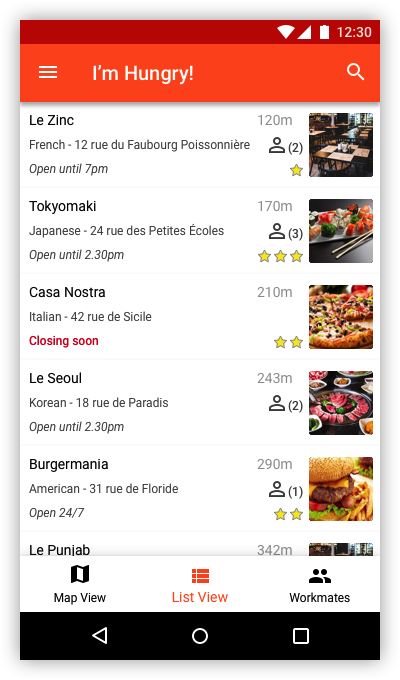 12:30
I'm Hungry!
Le Zinc 120m
French - 12 rue du Faubourg Poissonnière (2)
Open until 7pm
Tokyomaki 170m
Japanese - 24 rue des Petites Écoles (3)
Open until 2.30pm
Casa Nostra 210m
Italian - 42 rue de Sicile
Closing soon
Le Seoul 243m
Korean - 18 rue de Paradis (2)
Open until 2.30pm
Burgermania 290m
American - 31 rue de Floride (1)
Open 24/7
Le Punjab 342m
Map View List View Workmates